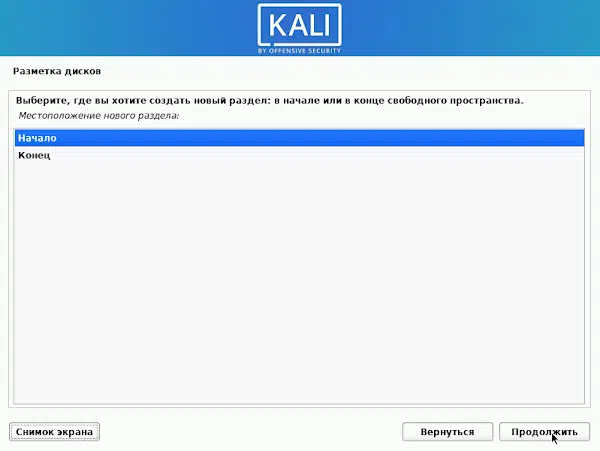 KALI
BY OFFENSIVE SECURITY
Разметка дисков
Выберите, где вы хотите создать новый раздел: в начале или в конце свободного пространства.
Местоположение нового раздела:
Начало
Конец
Снимок экрана
Вернуться
Продолжить